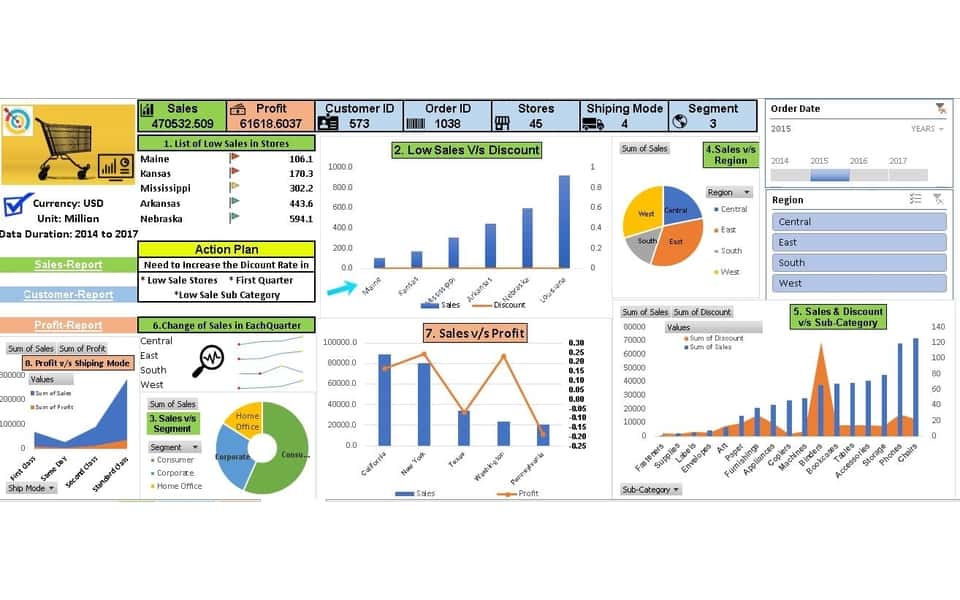 Sales
470532.509
Profit
61618.6037
Customer ID
573
Order ID
1038
Stores
45
Shiping Mode
4
Segment
3
Currency: USD
Unit: Million
Data Duration: 2014 to 2017
Sales-Report
Customer-Report
Profit-Report
1. List of Low Sales in Stores
Maine 106.1
Kansas 170.3
Mississippi 302.2
Arkansas 443.6
Nebraska 594.1
Action Plan
Need to Increase the Dicount Rate in
* Low Sale Stores * First Quarter
*Low Sale Sub Category
6.Change of Sales in EachQuarter
Central
East
South
West
2. Low Sales V/s Discount
1000.0
800.0
600.0
400.0
200.0
0.0
1
0.8
0.6
0.4
0.2
0
Maine
Kansas
Mississippi
Arkansas
Nebraska
Louisiana
Sales
Discount
Sum of Sales
4.Sales v/s
Region
West
Central
South
East
Region
Central
East
South
West
Order Date
2015
YEARS
2014 2015 2016 2017
Region
Central
East
South
West
Sum of Sales Sum of Profit
8. Profit v/s Shiping Mode
300000
200000
100000
0
Values
Sum of Sales
Sum of Profit
First Class
Same Day
Second Class
Standard Class
Ship Mode
Sum of Sales
3. Sales v/s
Segment
Segment
Consumer
Corporate
Home Office
Home
Office
Corporate
Consu...
7. Sales v/s Profit
100000.0
80000.0
60000.0
40000.0
20000.0
0.0
0.30
0.25
0.20
0.15
0.10
0.05
0.00
-0.05
-0.10
-0.15
-0.20
-0.25
California
New York
Texas
Washington
Pennsylvania
Sales
Profit
Sum of Sales Sum of Discount
5. Sales & Discount
v/s Sub-Category
Values
Sum of Discount
Sum of Sales
80000
70000
60000
50000
40000
30000
20000
10000
0
140
120
100
80
60
40
20
0
Fasteners
Supplies
Labels
Envelopes
Art
Paper
Furnishings
Appliances
Copiers
Machines
Binders
Bookcases
Tables
Accessories
Storage
Phones
Chairs
Sub-Category